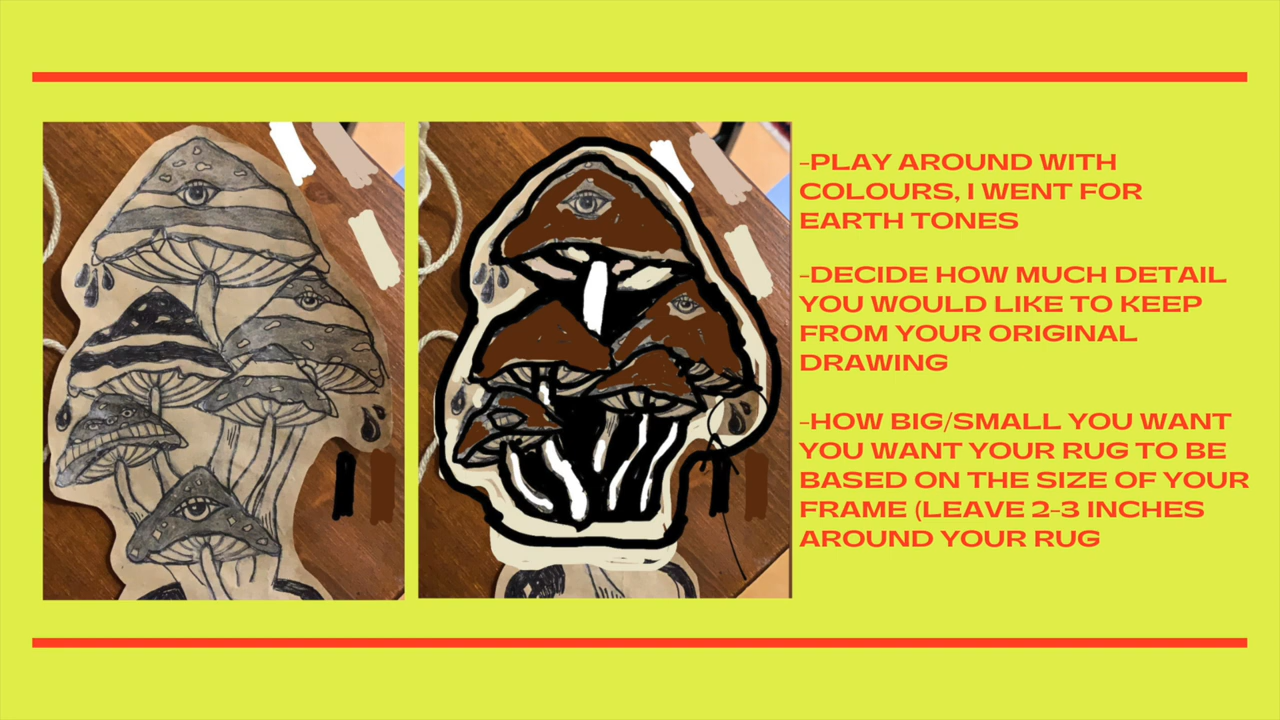 -PLAY AROUND WITH
COLOURS, I WENT FOR
EARTH TONES
-DECIDE HOW MUCH DETAIL
YOU WOULD LIKE TO KEEP
FROM YOUR ORIGINAL
DRAWING
-HOW BIG/SMALL YOU WANT
YOU WANT YOUR RUG TO BE
BASED ON THE SIZE OF YOUR
FRAME (LEAVE 2-3 INCHES
AROUND YOUR RUG